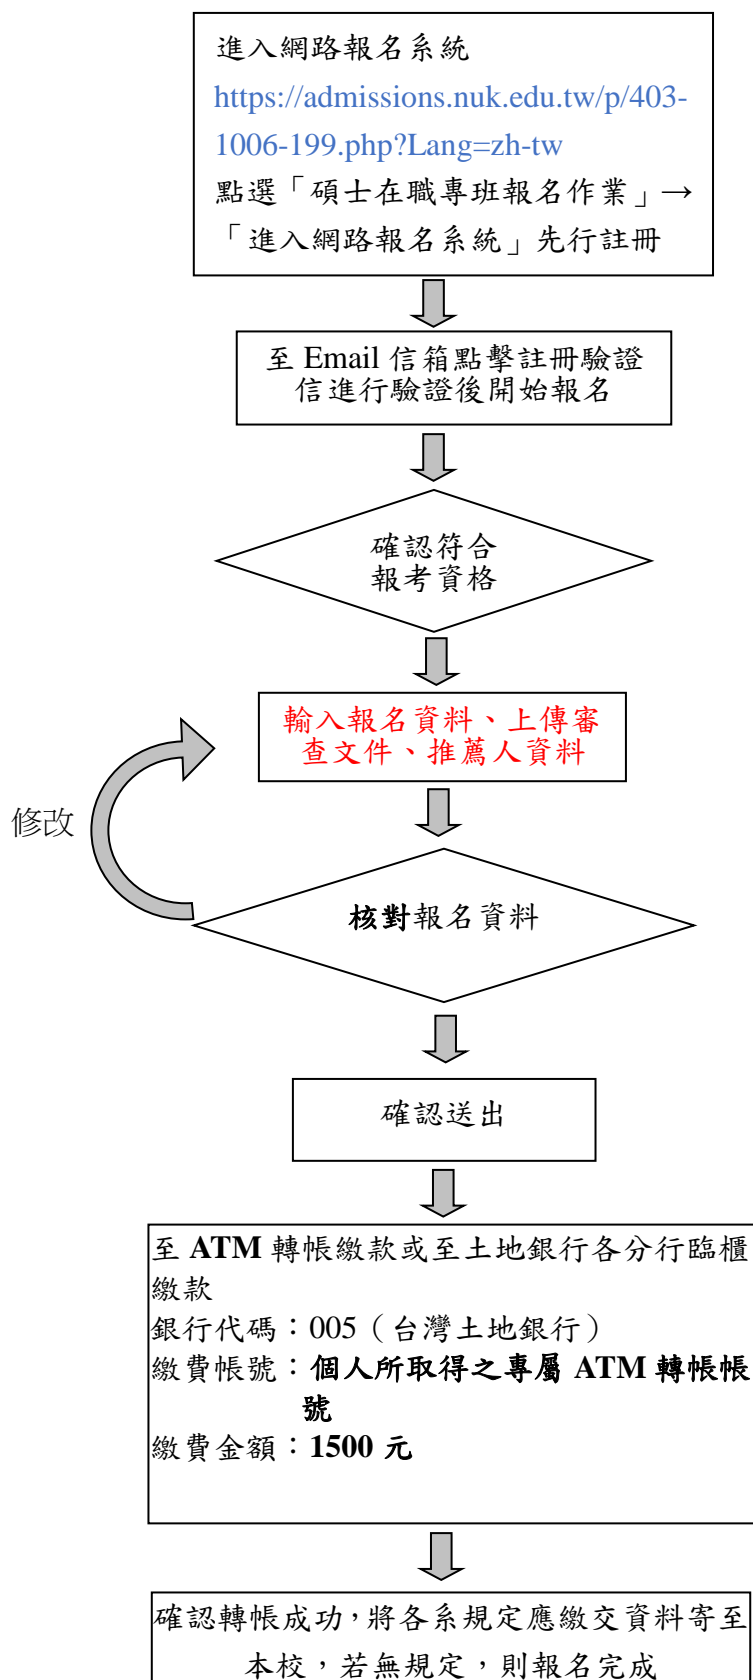 進入網路報名系統
https://admissions.nuk.edu.tw/p/403-
1006-199.php?Lang=zh-tw
點選「碩士在職專班報名作業」→
「進入網路報名系統」先行註冊
至 Email 信箱點擊註冊驗證
信進行驗證後開始報名
確認符合
報考資格
輸入報名資料、上傳審
查文件、推薦人資料
修改
核對報名資料
確認送出
至 ATM 轉帳繳款或至土地銀行各分行臨櫃
繳款
銀行代碼：005（台灣土地銀行）
繳費帳號：個人所取得之專屬 ATM 轉帳帳
號
繳費金額：1500 元
確認轉帳成功，將各系規定應繳交資料寄至
本校，若無規定，則報名完成